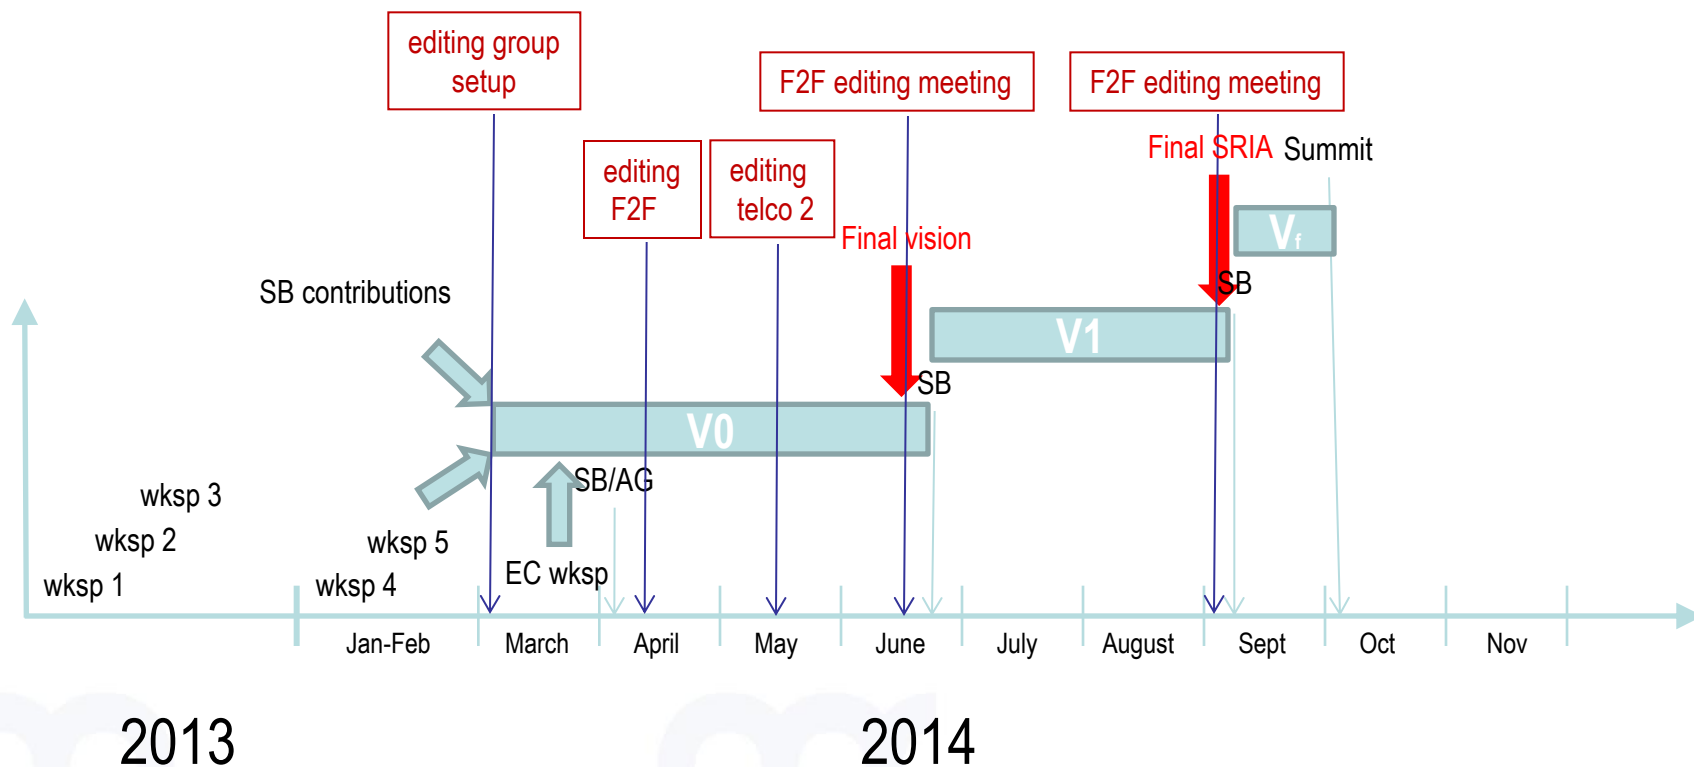 editing group
setup
F2F editing meeting
F2F editing meeting
editing
F2F
editing
telco 2
Final SRIA
Summit
Final vision
Vf
SB contributions
SB
V1
SB
V0
SB/AG
wksp 3
wksp 2
wksp 1
wksp 5
wksp 4
EC wksp
Jan-Feb
March
April
May
June
July
August
Sept
Oct
Nov
2013
2014